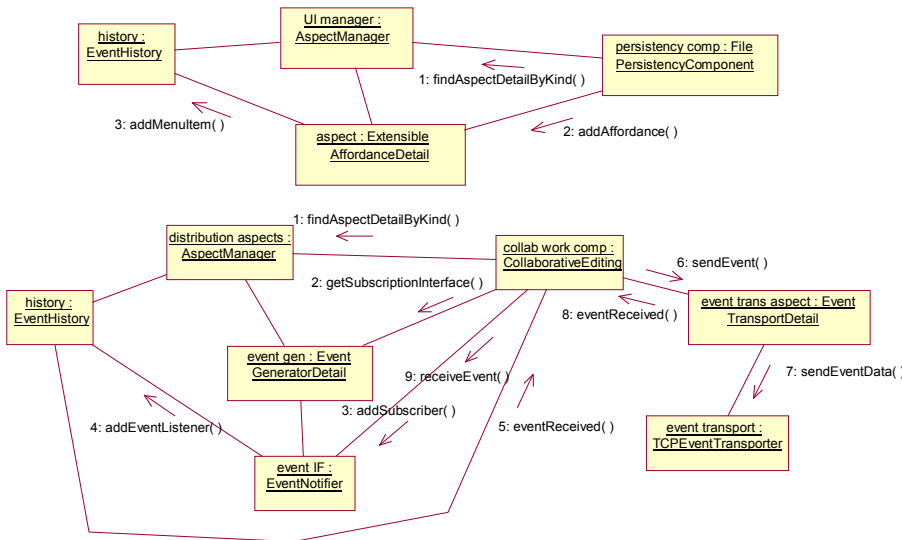 history :
EventHistory
UI manager :
AspectManager
persistency comp : File
PersistencyComponent
1: findAspectDetailByKind( )
3: addMenuItem( )
2: addAffordance( )
aspect : Extensible
AffordanceDetail
1: findAspectDetailByKind( )
distribution aspects :
AspectManager
collab work comp :
CollaborativeEditing
6: sendEvent( )
2: getSubscriptionInterface( )
history :
EventHistory
event trans aspect : Event
TransportDetail
8: eventReceived( )
event gen : Event
GeneratorDetail
9: receiveEvent( )
7: sendEventData( )
3: addSubscriber( )
4: addEventListener( )
5: eventReceived( )
event transport :
TCPEventTransporter
event IF :
EventNotifier